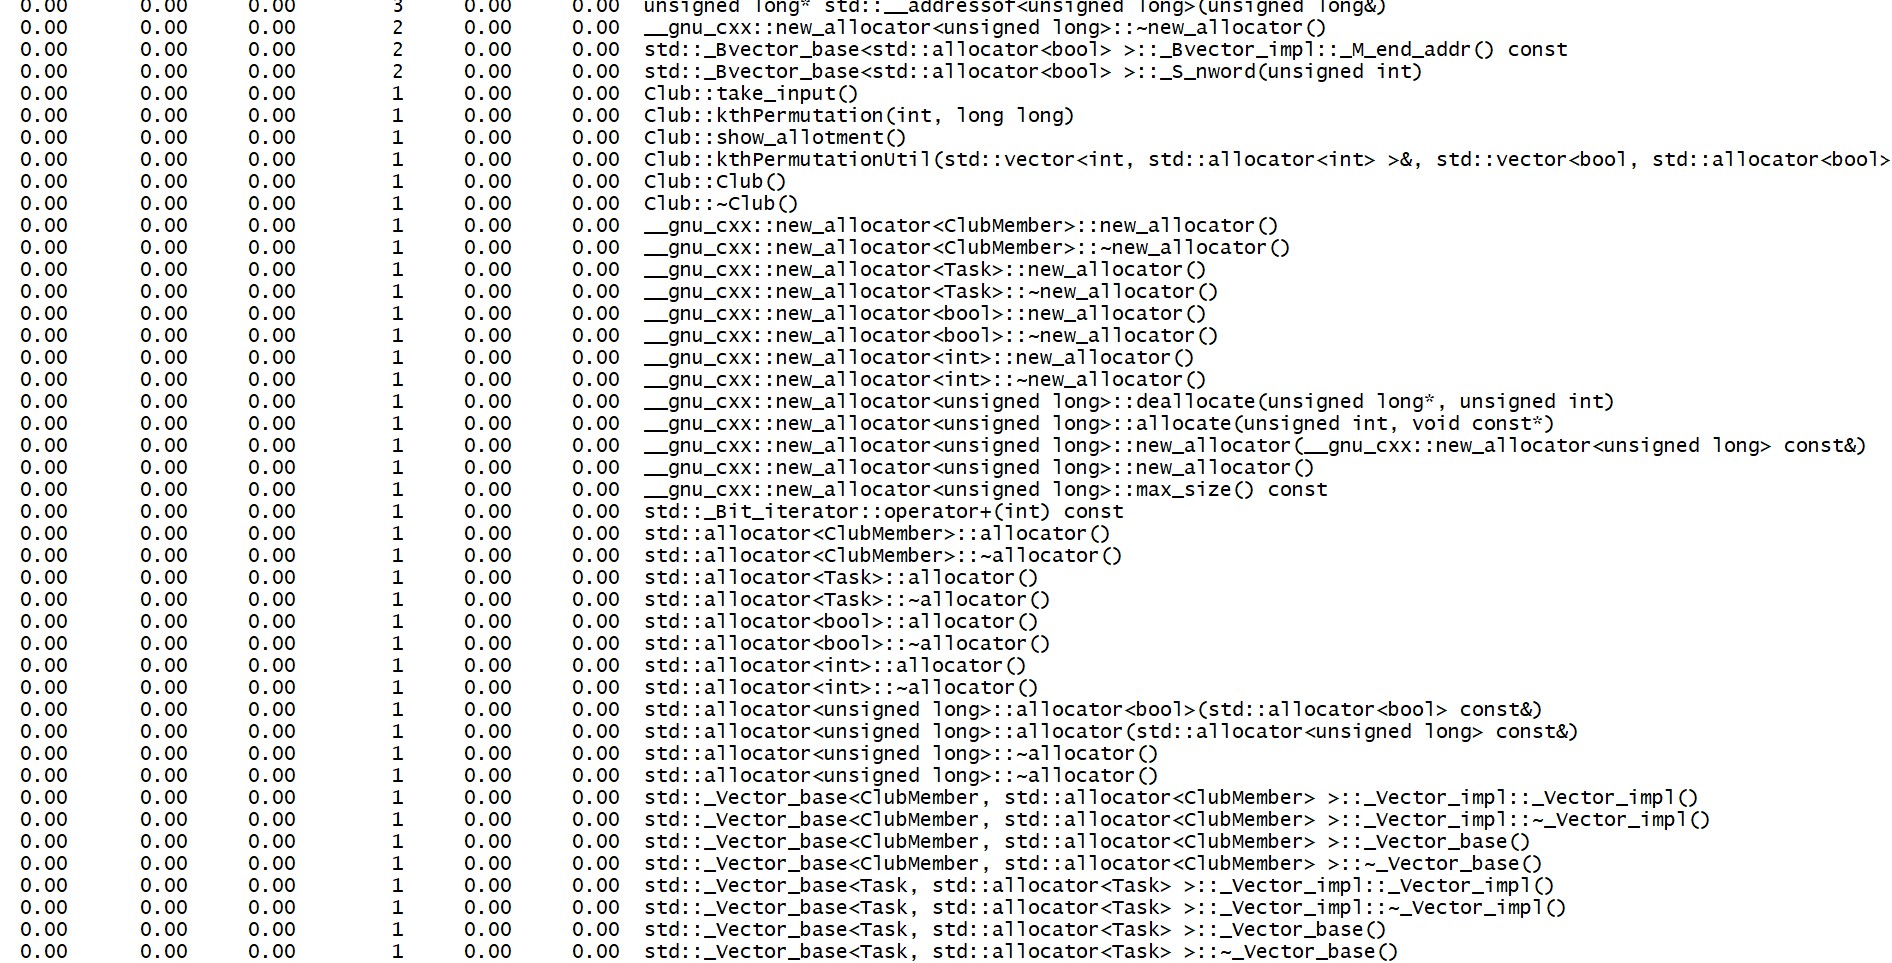 0.00 0.00 0.00 3 0.00 0.00 unsigned long* std::__addressof<unsigned long>(unsigned long&)
0.00 0.00 0.00 2 0.00 0.00 __gnu_cxx::new_allocator<unsigned long>::~new_allocator()
0.00 0.00 0.00 2 0.00 0.00 std::_Bvector_base<std::allocator<bool> >::_Bvector_impl::_M_end_addr() const
0.00 0.00 0.00 2 0.00 0.00 std::_Bvector_base<std::allocator<bool> >::_S_nword(unsigned int)
0.00 0.00 0.00 1 0.00 0.00 Club::take_input()
0.00 0.00 0.00 1 0.00 0.00 Club::kthPermutation(int, long long)
0.00 0.00 0.00 1 0.00 0.00 Club::show_allotment()
0.00 0.00 0.00 1 0.00 0.00 Club::kthPermutationUtil(std::vector<int, std::allocator<int> >&, std::vector<bool, std::allocator<bool>
0.00 0.00 0.00 1 0.00 0.00 Club::Club()
0.00 0.00 0.00 1 0.00 0.00 Club::~Club()
0.00 0.00 0.00 1 0.00 0.00 __gnu_cxx::new_allocator<ClubMember>::new_allocator()
0.00 0.00 0.00 1 0.00 0.00 __gnu_cxx::new_allocator<ClubMember>::~new_allocator()
0.00 0.00 0.00 1 0.00 0.00 __gnu_cxx::new_allocator<Task>::new_allocator()
0.00 0.00 0.00 1 0.00 0.00 __gnu_cxx::new_allocator<Task>::~new_allocator()
0.00 0.00 0.00 1 0.00 0.00 __gnu_cxx::new_allocator<bool>::new_allocator()
0.00 0.00 0.00 1 0.00 0.00 __gnu_cxx::new_allocator<bool>::~new_allocator()
0.00 0.00 0.00 1 0.00 0.00 __gnu_cxx::new_allocator<int>::new_allocator()
0.00 0.00 0.00 1 0.00 0.00 __gnu_cxx::new_allocator<int>::~new_allocator()
0.00 0.00 0.00 1 0.00 0.00 __gnu_cxx::new_allocator<unsigned long>::deallocate(unsigned long*, unsigned int)
0.00 0.00 0.00 1 0.00 0.00 __gnu_cxx::new_allocator<unsigned long>::allocate(unsigned int, void const*)
0.00 0.00 0.00 1 0.00 0.00 __gnu_cxx::new_allocator<unsigned long>::new_allocator(__gnu_cxx::new_allocator<unsigned long> const&)
0.00 0.00 0.00 1 0.00 0.00 __gnu_cxx::new_allocator<unsigned long>::new_allocator()
0.00 0.00 0.00 1 0.00 0.00 __gnu_cxx::new_allocator<unsigned long>::max_size() const
0.00 0.00 0.00 1 0.00 0.00 std::_Bit_iterator::operator+(int) const
0.00 0.00 0.00 1 0.00 0.00 std::allocator<ClubMember>::allocator()
0.00 0.00 0.00 1 0.00 0.00 std::allocator<ClubMember>::~allocator()
0.00 0.00 0.00 1 0.00 0.00 std::allocator<Task>::allocator()
0.00 0.00 0.00 1 0.00 0.00 std::allocator<Task>::~allocator()
0.00 0.00 0.00 1 0.00 0.00 std::allocator<bool>::allocator()
0.00 0.00 0.00 1 0.00 0.00 std::allocator<bool>::~allocator()
0.00 0.00 0.00 1 0.00 0.00 std::allocator<int>::allocator()
0.00 0.00 0.00 1 0.00 0.00 std::allocator<int>::~allocator()
0.00 0.00 0.00 1 0.00 0.00 std::allocator<unsigned long>::allocator<bool>(std::allocator<bool> const&)
0.00 0.00 0.00 1 0.00 0.00 std::allocator<unsigned long>::allocator(std::allocator<unsigned long> const&)
0.00 0.00 0.00 1 0.00 0.00 std::allocator<unsigned long>::~allocator()
0.00 0.00 0.00 1 0.00 0.00 std::allocator<unsigned long>::~allocator()
0.00 0.00 0.00 1 0.00 0.00 std::_Vector_base<ClubMember, std::allocator<ClubMember> >::_Vector_impl::_Vector_impl()
0.00 0.00 0.00 1 0.00 0.00 std::_Vector_base<ClubMember, std::allocator<ClubMember> >::_Vector_impl::~_Vector_impl()
0.00 0.00 0.00 1 0.00 0.00 std::_Vector_base<ClubMember, std::allocator<ClubMember> >::_Vector_base()
0.00 0.00 0.00 1 0.00 0.00 std::_Vector_base<ClubMember, std::allocator<ClubMember> >::~_Vector_base()
0.00 0.00 0.00 1 0.00 0.00 std::_Vector_base<Task, std::allocator<Task> >::_Vector_impl::_Vector_impl()
0.00 0.00 0.00 1 0.00 0.00 std::_Vector_base<Task, std::allocator<Task> >::_Vector_impl::~_Vector_impl()
0.00 0.00 0.00 1 0.00 0.00 std::_Vector_base<Task, std::allocator<Task> >::_Vector_base()
0.00 0.00 0.00 1 0.00 0.00 std::_Vector_base<Task, std::allocator<Task> >::~_Vector_base()